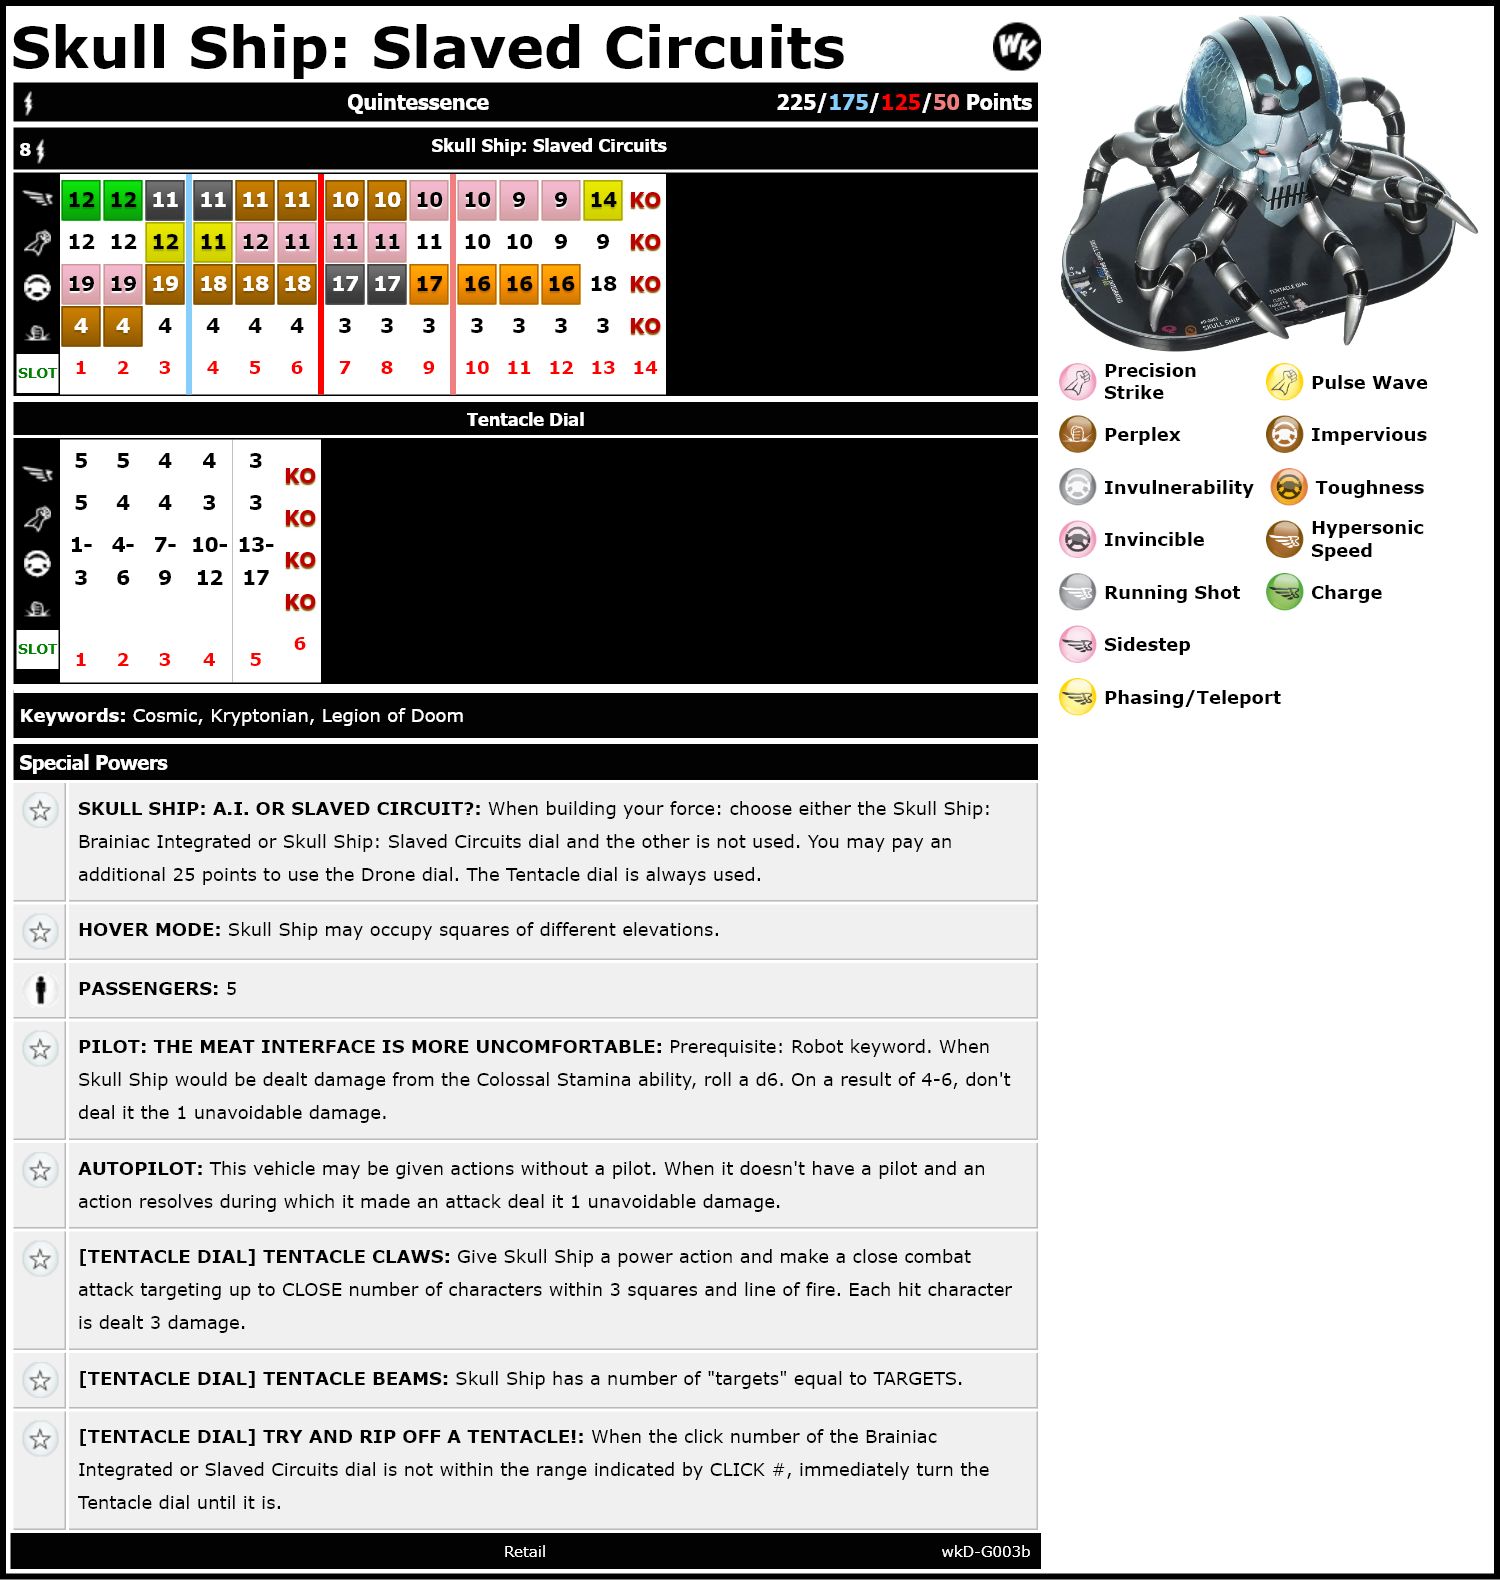 Skull Ship: Slaved Circuits
WK
Quintessence
225/175/125/50 Points
8
Skull Ship: Slaved Circuits
12 12 11 11 11 11 10 10 10 10 9 9 14 KO
12 12 12 11 12 11 11 11 11 10 10 9 9 KO
19 19 19 18 18 18 17 17 17 16 16 16 18 KO
4 4 4 4 4 4 3 3 3 3 3 3 3 KO
SLOT 1 2 3 4 5 6 7 8 9 10 11 12 13 14
Tentacle Dial
5 5 4 4 3 KO
5 4 4 3 3 KO
1- 4- 7- 10- 13- KO
3 6 9 12 17
KO
SLOT 1 2 3 4 5 6
Keywords: Cosmic, Kryptonian, Legion of Doom
Special Powers
SKULL SHIP: A.I. OR SLAVED CIRCUIT?: When building your force: choose either the Skull Ship:
Brainiac Integrated or Skull Ship: Slaved Circuits dial and the other is not used. You may pay an
additional 25 points to use the Drone dial. The Tentacle dial is always used.
HOVER MODE: Skull Ship may occupy squares of different elevations.
PASSENGERS: 5
PILOT: THE MEAT INTERFACE IS MORE UNCOMFORTABLE: Prerequisite: Robot keyword. When
Skull Ship would be dealt damage from the Colossal Stamina ability, roll a d6. On a result of 4-6, don't
deal it the 1 unavoidable damage.
AUTOPILOT: This vehicle may be given actions without a pilot. When it doesn't have a pilot and an
action resolves during which it made an attack deal it 1 unavoidable damage.
[TENTACLE DIAL] TENTACLE CLAWS: Give Skull Ship a power action and make a close combat
attack targeting up to CLOSE number of characters within 3 squares and line of fire. Each hit character
is dealt 3 damage.
[TENTACLE DIAL] TENTACLE BEAMS: Skull Ship has a number of "targets" equal to TARGETS.
[TENTACLE DIAL] TRY AND RIP OFF A TENTACLE!: When the click number of the Brainiac
Integrated or Slaved Circuits dial is not within the range indicated by CLICK #, immediately turn the
Tentacle dial until it is.
Retail
wkD-G003b
TENTACLE DIAL
SKULL SHIP
Precision
Strike
Pulse Wave
Perplex
Impervious
Invulnerability
Toughness
Invincible
Hypersonic
Speed
Running Shot
Charge
Sidestep
Phasing/Teleport